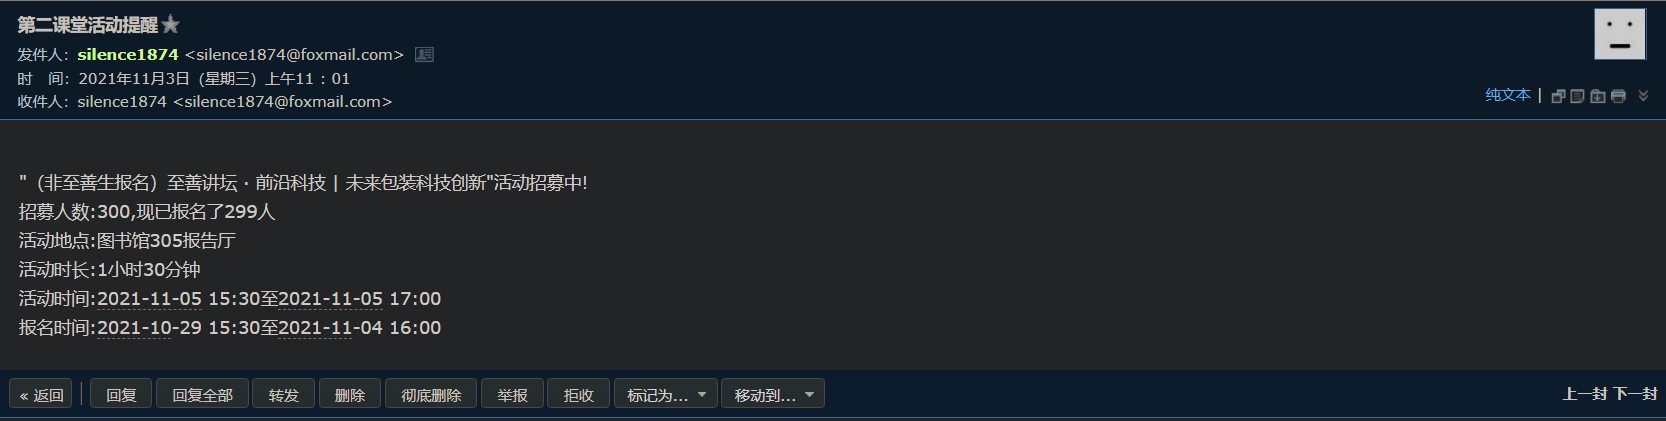 第二课堂活动提醒
发件人：silence1874 <silence1874@foxmail.com>
时　间：2021年11月3日（星期三）上午11：01
收件人：silence1874 <silence1874@foxmail.com>
纯文本 |
"（非至善生报名）至善讲坛 · 前沿科技 | 未来包装科技创新"活动招募中!
招募人数:300,现已报名了299人
活动地点:图书馆305报告厅
活动时长:1小时30分钟
活动时间:2021-11-05 15:30至2021-11-05 17:00
报名时间:2021-10-29 15:30至2021-11-04 16:00
« 返回 | 回复 回复全部 转发 删除 彻底删除 举报 拒收 标记为... 移动到... 上一封 下一封